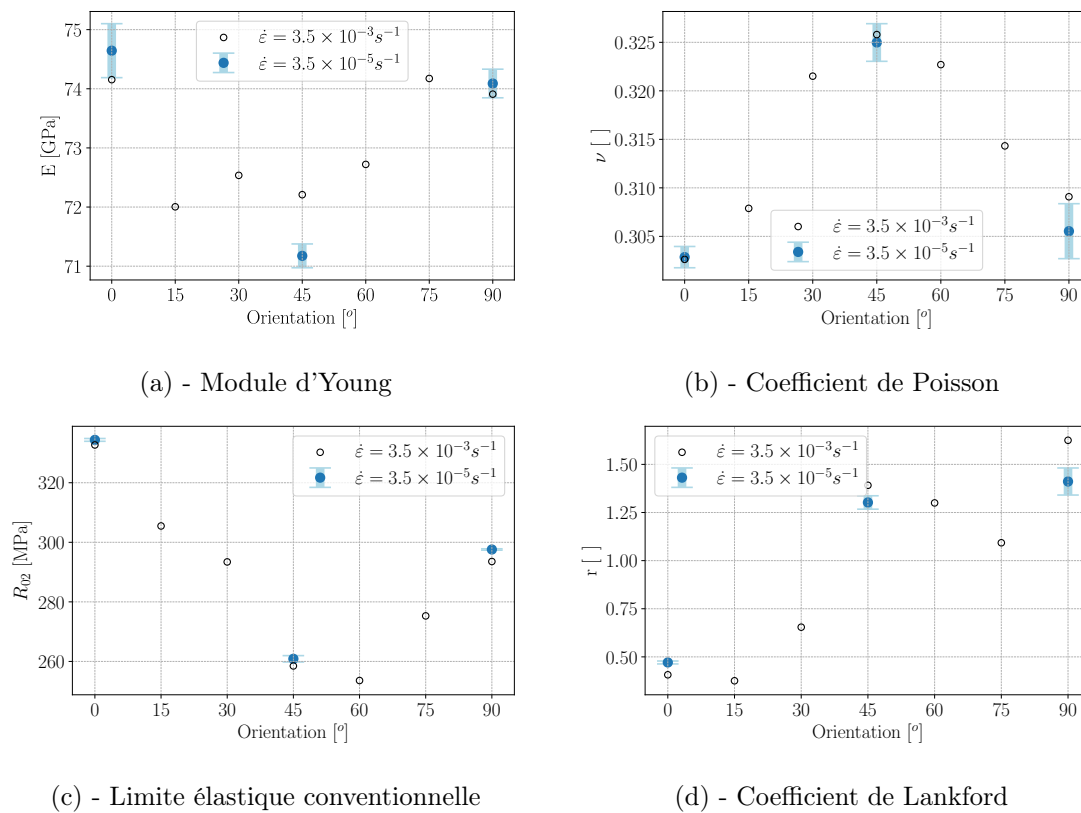 75
74
73
72
71
E [GPa]
ε̇ = 3.5 × 10⁻³s⁻¹
ε̇ = 3.5 × 10⁻⁵s⁻¹
0 15 30 45 60 75 90
Orientation [°]
(a) - Module d'Young
0.325
0.320
0.315
0.310
0.305
ν [ ]
ε̇ = 3.5 × 10⁻³s⁻¹
ε̇ = 3.5 × 10⁻⁵s⁻¹
0 15 30 45 60 75 90
Orientation [°]
(b) - Coefficient de Poisson
320
300
280
260
R₀₂ [MPa]
ε̇ = 3.5 × 10⁻³s⁻¹
ε̇ = 3.5 × 10⁻⁵s⁻¹
0 15 30 45 60 75 90
Orientation [°]
(c) - Limite élastique conventionnelle
1.50
1.25
1.00
0.75
0.50
r [ ]
ε̇ = 3.5 × 10⁻³s⁻¹
ε̇ = 3.5 × 10⁻⁵s⁻¹
0 15 30 45 60 75 90
Orientation [°]
(d) - Coefficient de Lankford